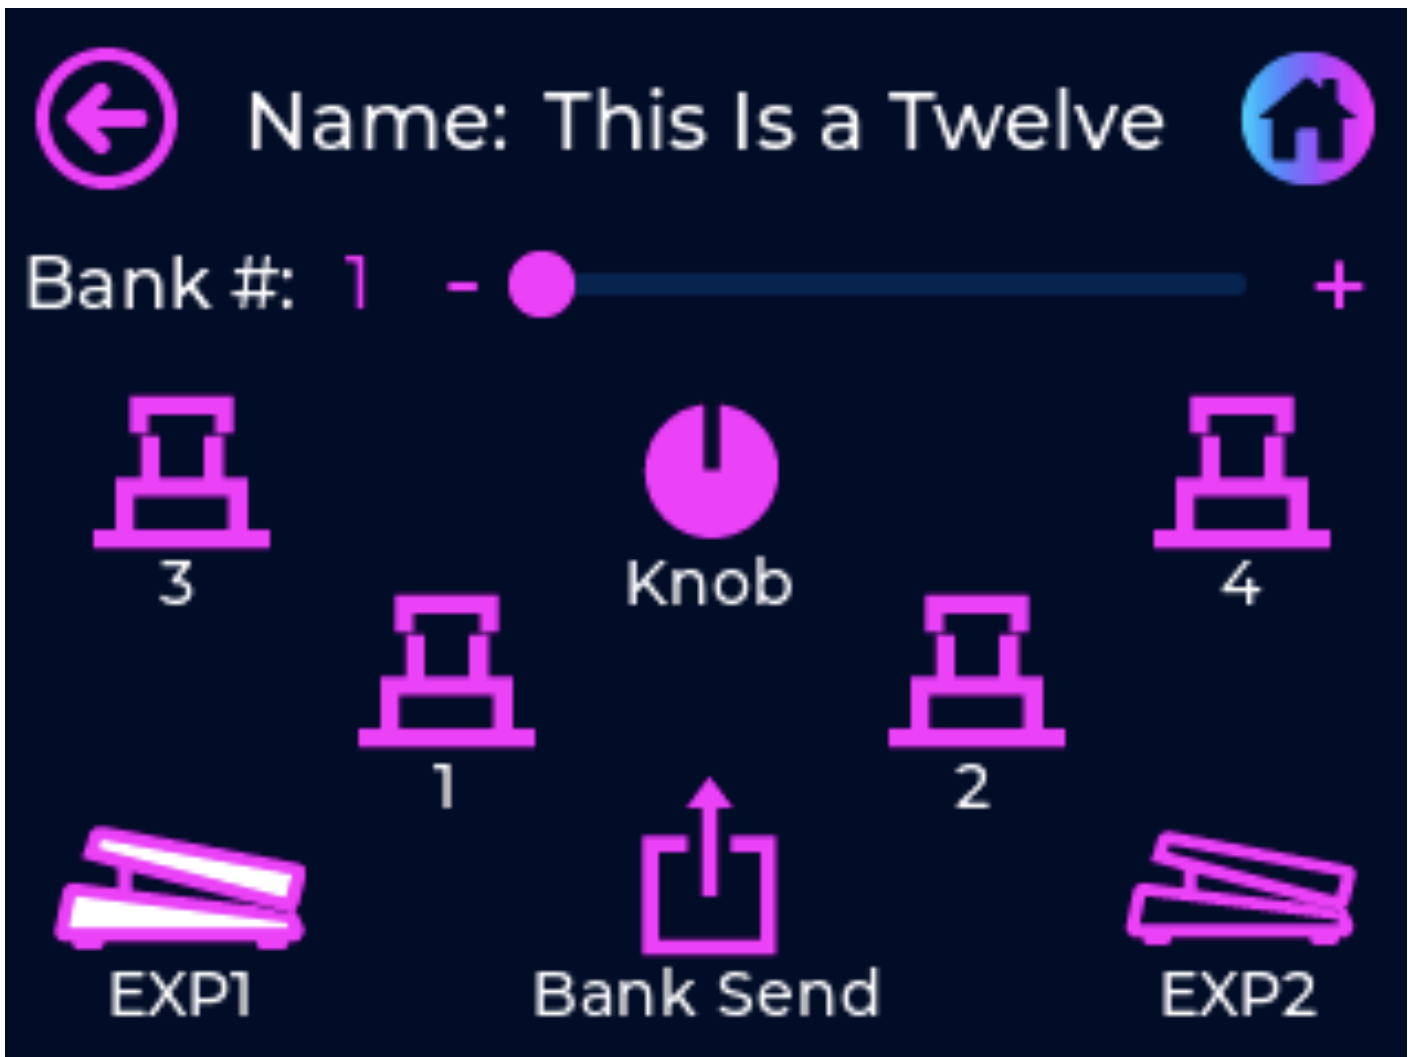 Name: This Is a Twelve
Bank #: 1 - +
3 Knob 4
1 2
EXP1 Bank Send EXP2